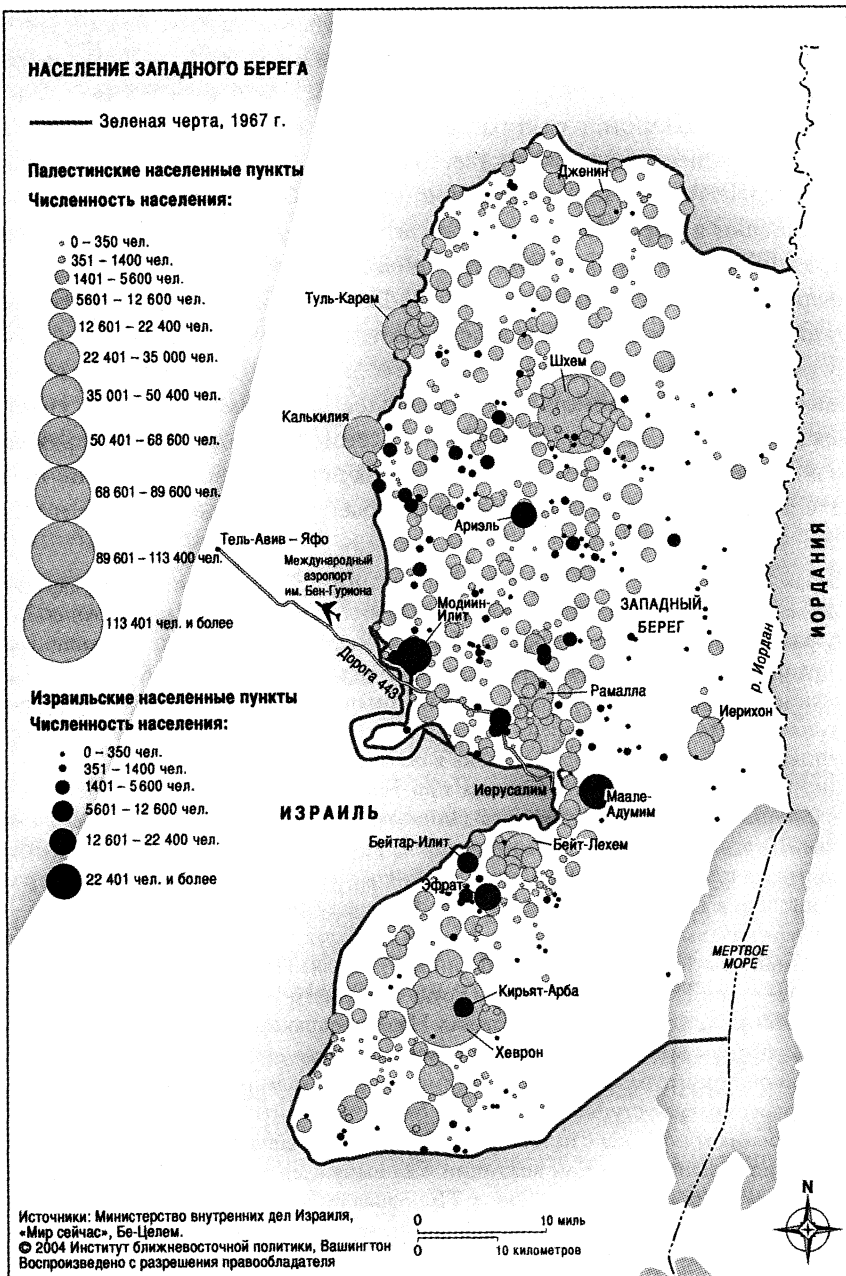 НАСЕЛЕНИЕ ЗАПАДНОГО БЕРЕГА
Зеленая черта, 1967 г.
Палестинские населенные пункты
Численность населения:
0 – 350 чел.
351 – 1400 чел.
1401 – 5600 чел.
5601 – 12 600 чел.
12 601 – 22 400 чел.
22 401 – 35 000 чел.
35 001 – 50 400 чел.
50 401 – 68 600 чел.
68 601 – 89 600 чел.
89 601 – 113 400 чел.
113 401 чел. и более
Израильские населенные пункты
Численность населения:
0 – 350 чел.
351 – 1400 чел.
1401 – 5600 чел.
5601 – 12 600 чел.
12 601 – 22 400 чел.
22 401 чел. и более
Дженин
Туль-Карем
Шхем
Калькилия
Ариэль
Тель-Авив – Яфо
Международный
аэропорт
им. Бен-Гуриона
Модиин-
Илит
ЗАПАДНЫЙ
БЕРЕГ
ИОРДАНИЯ
р. Иордан
Дорога 443
Рамалла
Иерихон
Иерусалим
Маале-
Адумим
ИЗРАИЛЬ
Бейтар-Илит
Бейт-Лехем
Эфрат
МЕРТВОЕ
МОРЕ
Кирьят-Арба
Хеврон
N
Источники: Министерство внутренних дел Израиля,
«Мир сейчас», Бе-Целем.
© 2004 Институт ближневосточной политики, Вашингтон
Воспроизведено с разрешения правообладателя
0 10 миль
0 10 километров